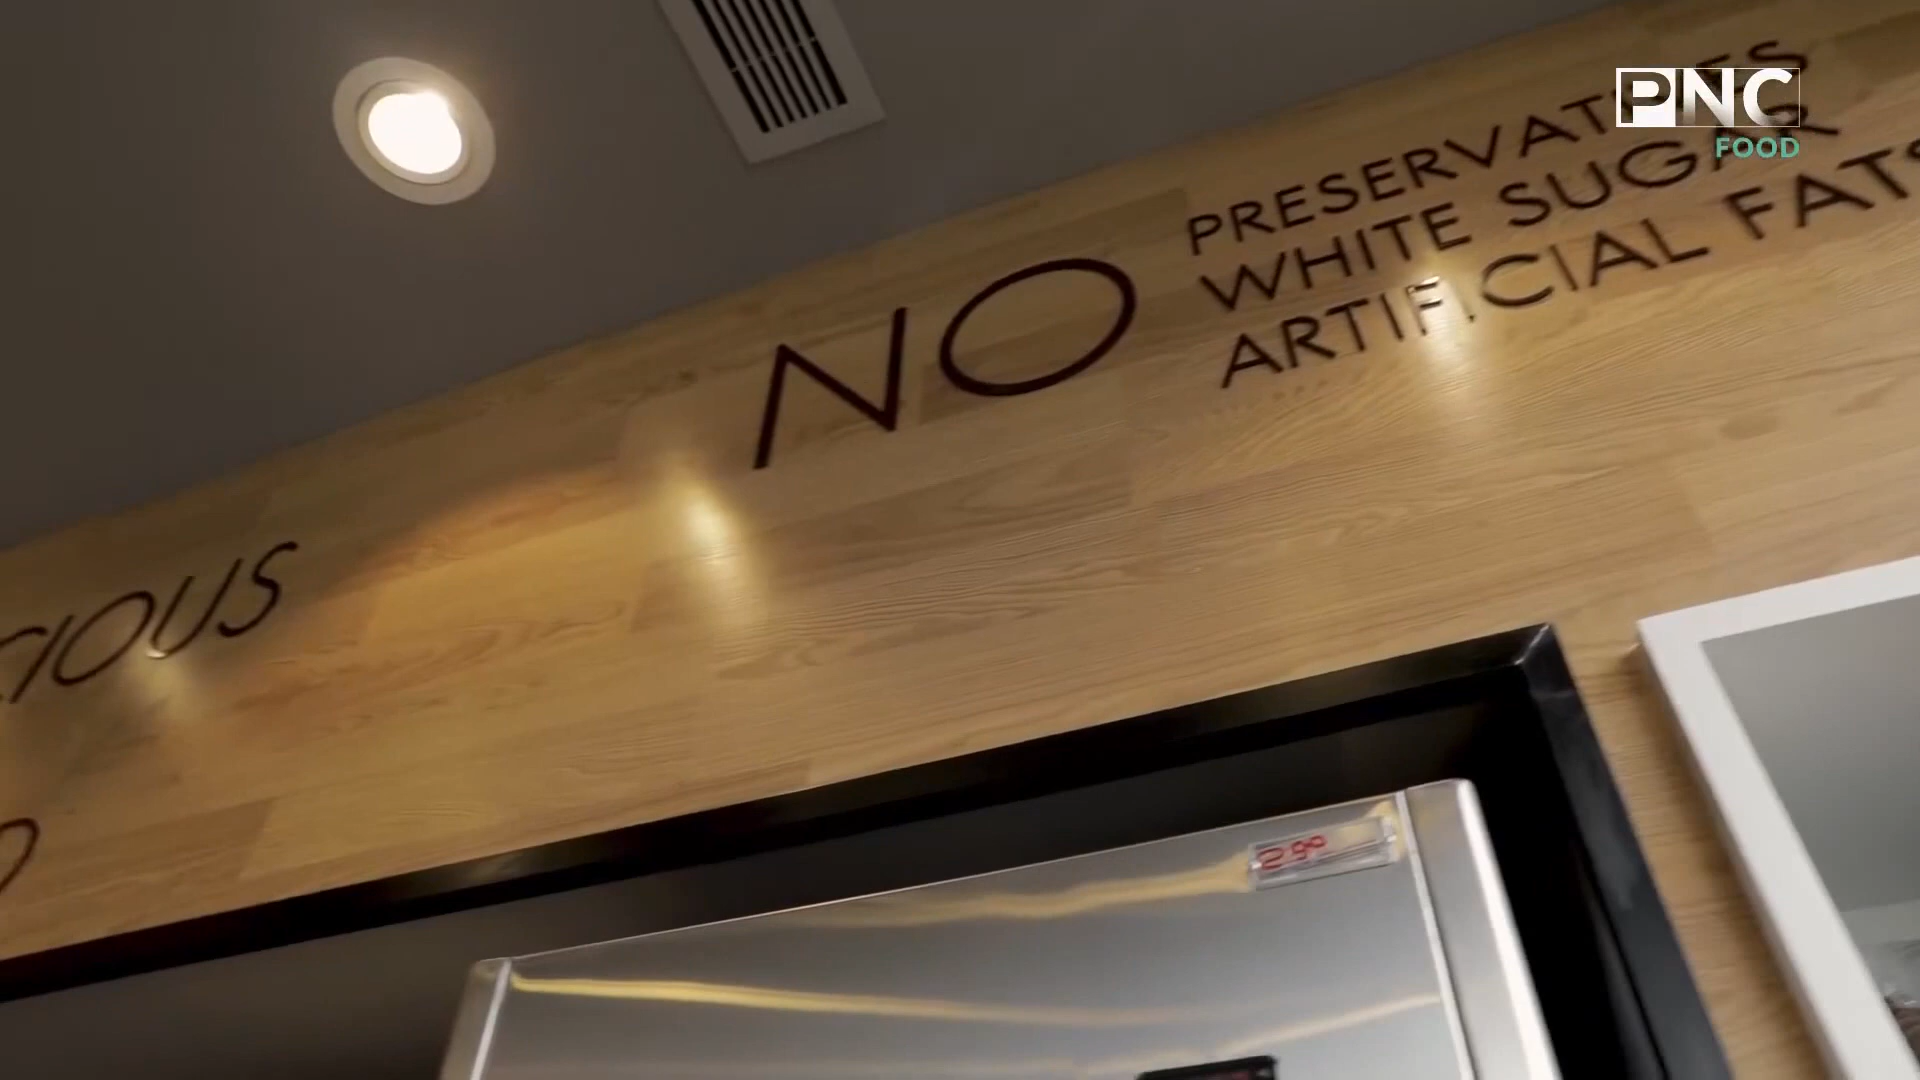 PNC
FOOD
NO
PRESERVATIVES
WHITE SUGAR
ARTIFICIAL FATS
CIOUS